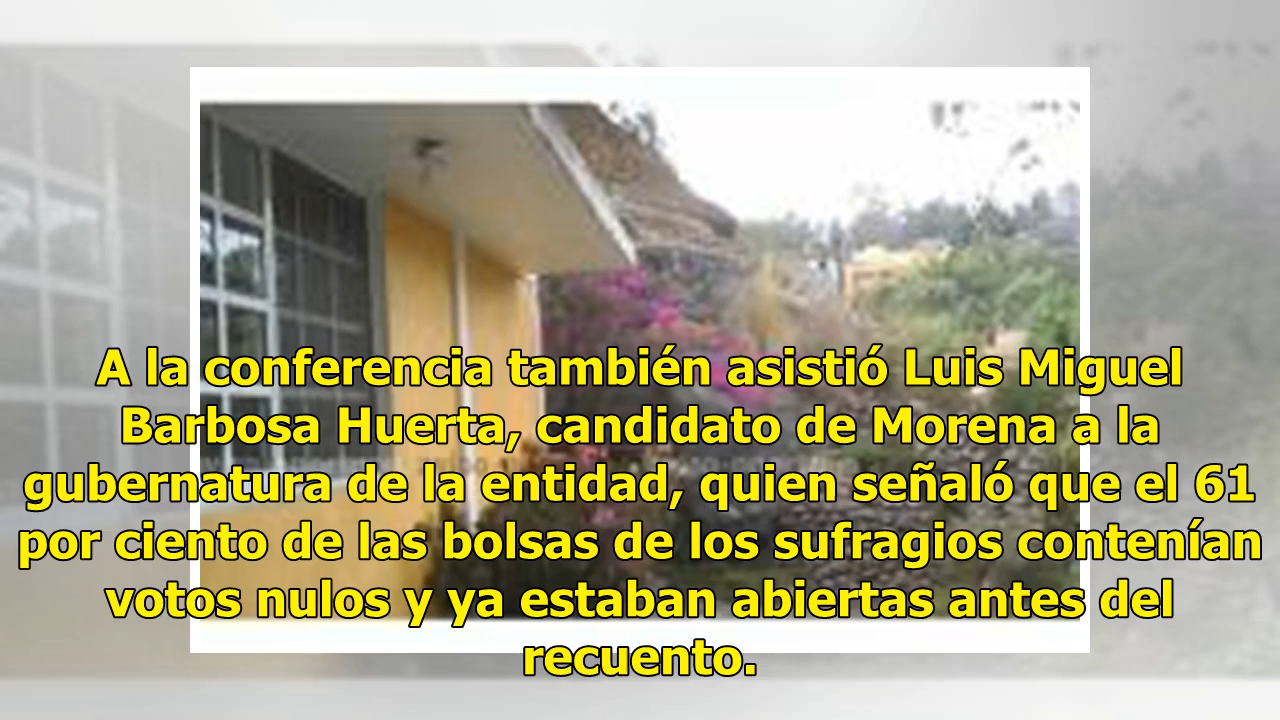 A la conferencia también asistió Luis Miguel
Barbosa Huerta, candidato de Morena a la
gubernatura de la entidad, quien señaló que el 61
por ciento de las bolsas de los sufragios contenían
votos nulos y ya estaban abiertas antes del
recuento.